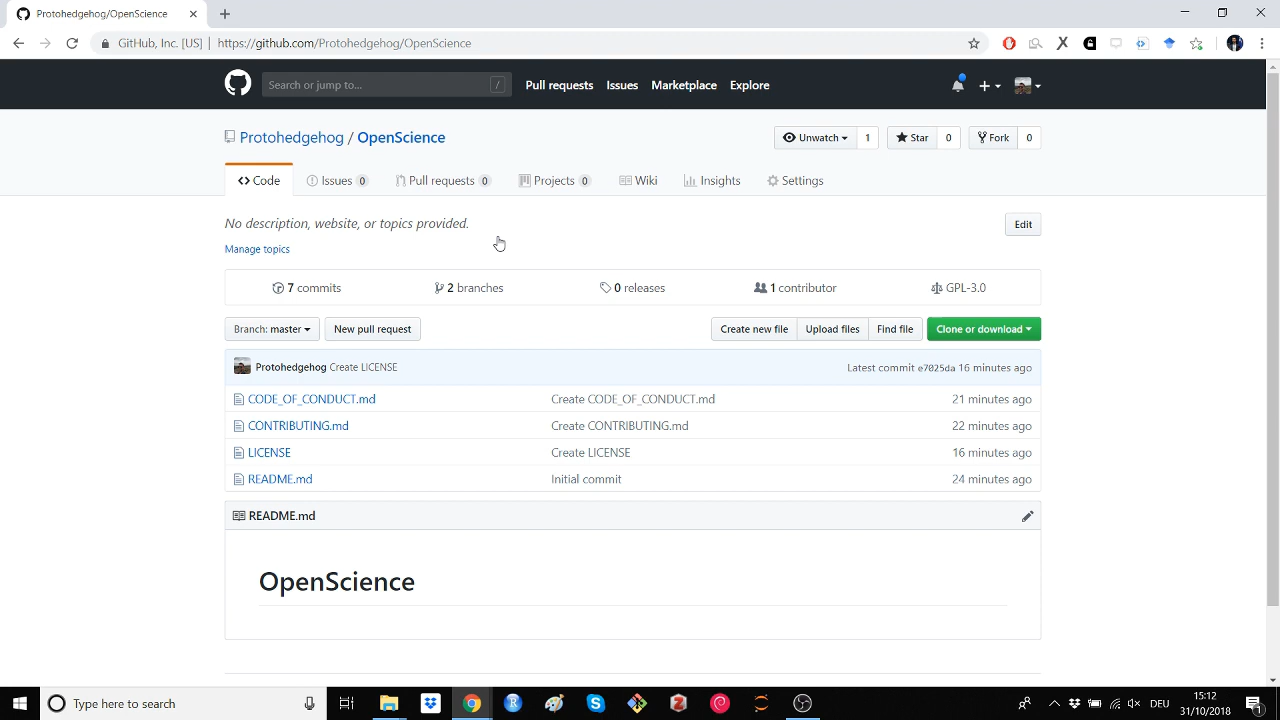 Protohedgehog/OpenScience
GitHub, Inc. [US] | https://github.com/Protohedgehog/OpenScience
Search or jump to... /
Pull requests Issues Marketplace Explore
Protohedgehog / OpenScience
Unwatch 1 Star 0 Fork 0
Code Issues 0 Pull requests 0 Projects 0 Wiki Insights Settings
No description, website, or topics provided.
Edit
Manage topics
7 commits 2 branches 0 releases 1 contributor GPL-3.0
Branch: master New pull request Create new file Upload files Find file Clone or download
Protohedgehog Create LICENSE Latest commit e7025da 16 minutes ago
CODE_OF_CONDUCT.md Create CODE_OF_CONDUCT.md 21 minutes ago
CONTRIBUTING.md Create CONTRIBUTING.md 22 minutes ago
LICENSE Create LICENSE 16 minutes ago
README.md Initial commit 24 minutes ago
README.md
OpenScience
Type here to search
DEU
15:12
31/10/2018
1